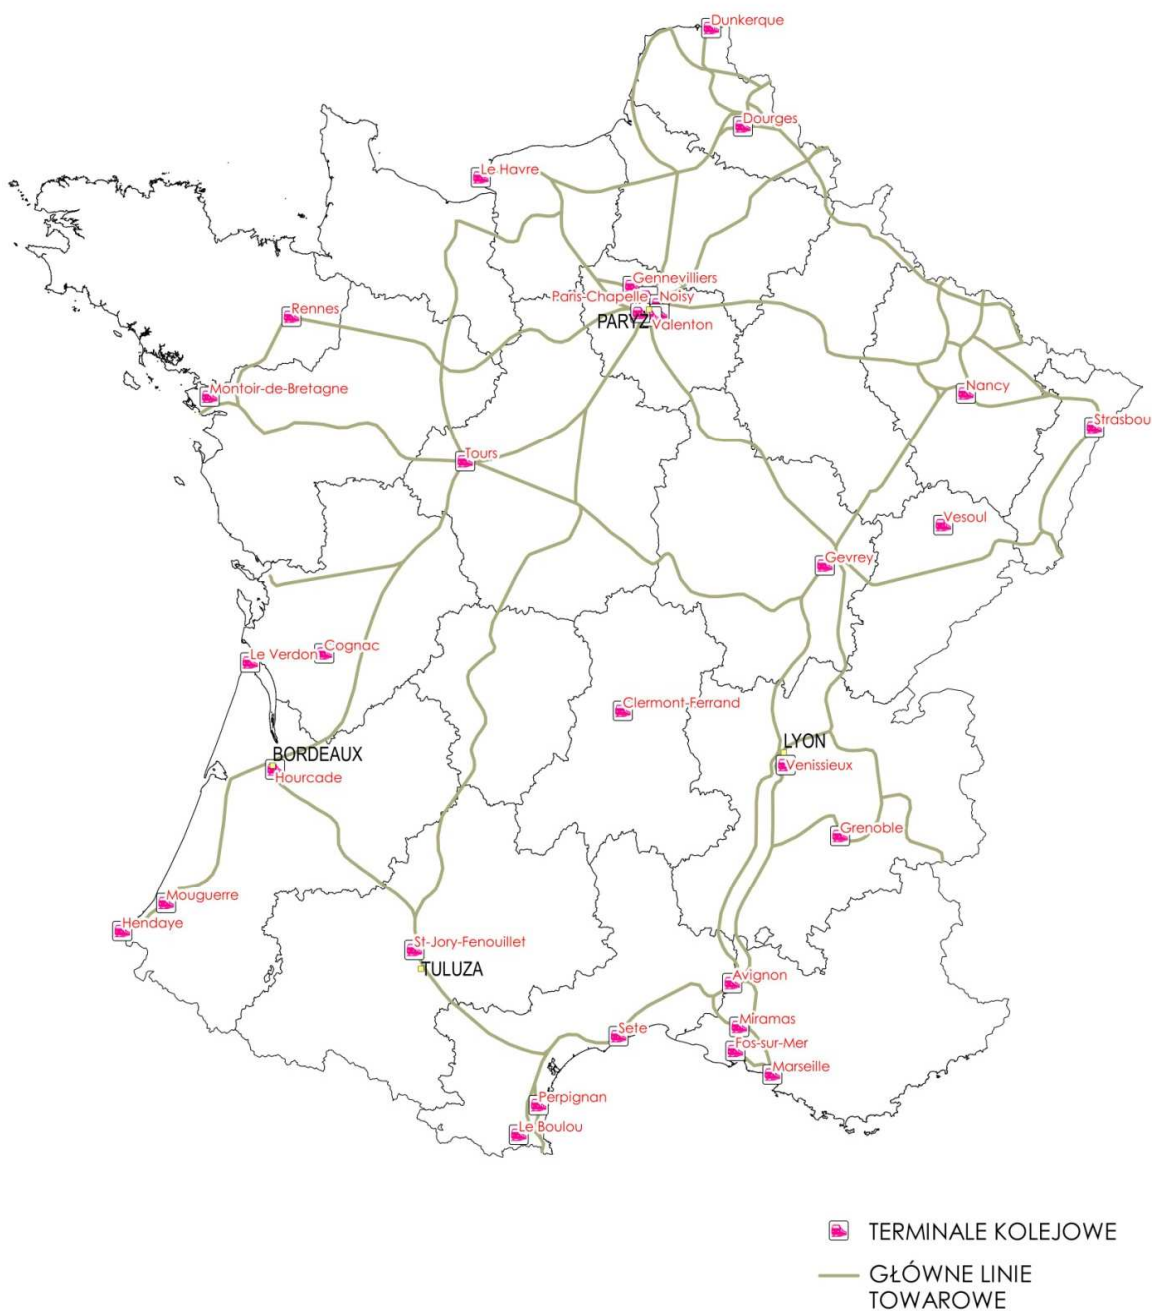 Dunkerque
Dourges
Le Havre
Gennevilliers
Paris-Chapelle
Noisy
PARYŻ
Valenton
Rennes
Montoir-de-Bretagne
Nancy
Strasbou
Tours
Vesoul
Gevrey
Cognac
Le Verdon
Clermont-Ferrand
LYON
BORDEAUX
Venissieux
Hourcade
Grenoble
Mouguerre
Hendaye
St-Jory-Fenouillet
TULUZA
Avignon
Miramas
Sete
Fos-sur-Mer
Marseille
Perpignan
Le Boulou
TERMINALE KOLEJOWE
GŁÓWNE LINIE
TOWAROWE